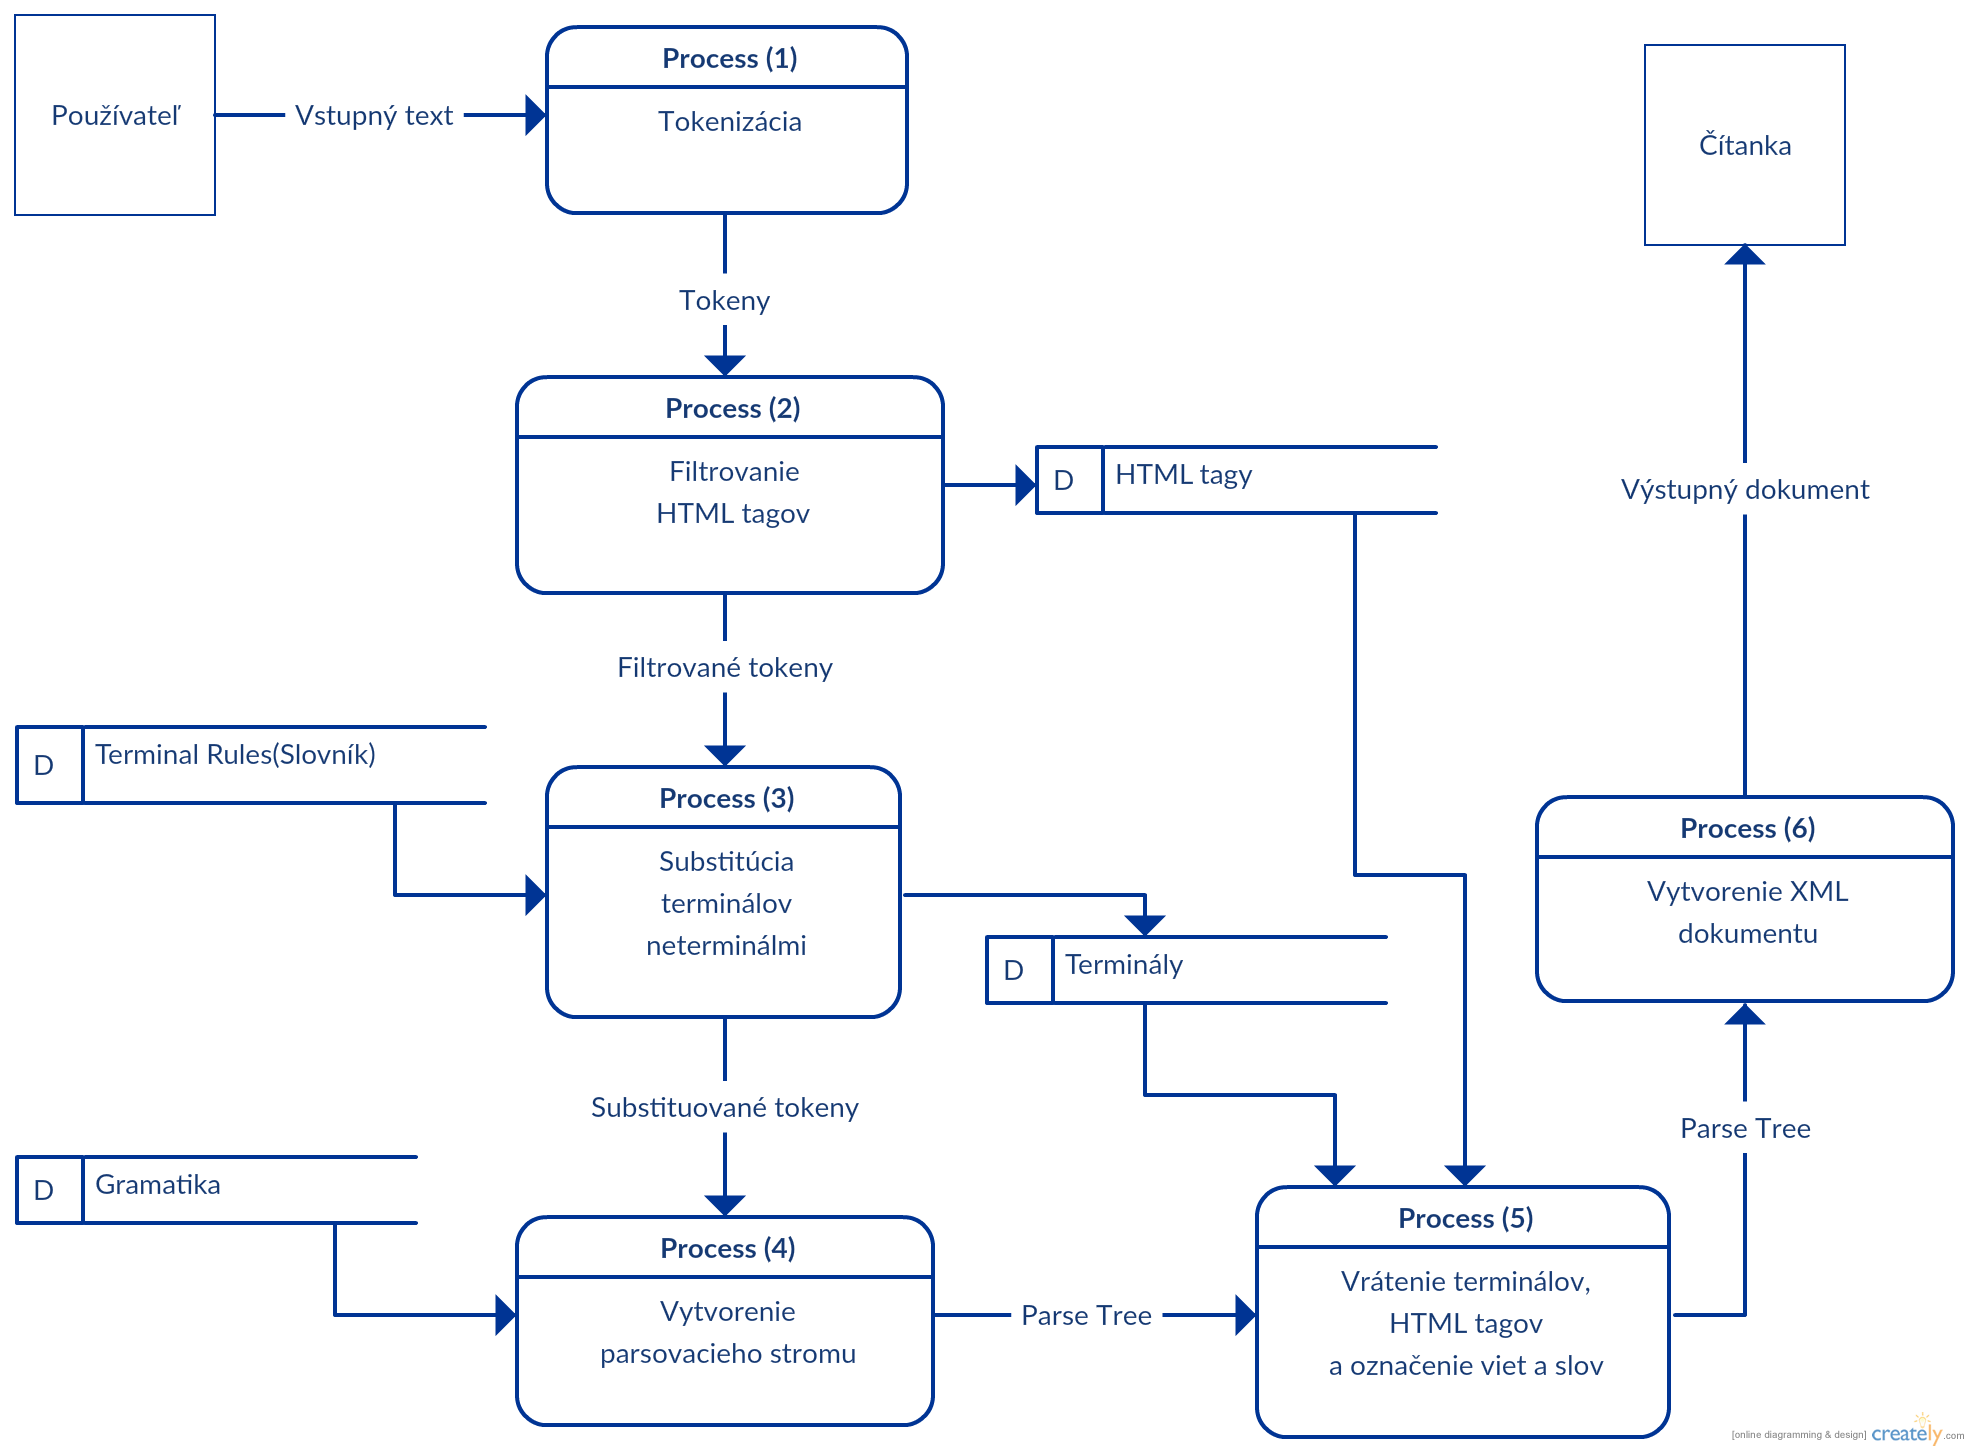 Používateľ
Vstupný text
Process (1)
Tokenizácia
Čítanka
Tokeny
Process (2)
Filtrovanie
HTML tagov
D
HTML tagy
Výstupný dokument
Filtrované tokeny
D
Terminal Rules(Slovník)
Process (3)
Substitúcia
terminálov
neterminálmi
D
Terminály
Process (6)
Vytvorenie XML
dokumentu
Substituované tokeny
Parse Tree
D
Gramatika
Process (4)
Vytvorenie
parsovacieho stromu
Parse Tree
Process (5)
Vrátenie terminálov,
HTML tagov
a označenie viet a slov
[online diagramming & design] creately.com